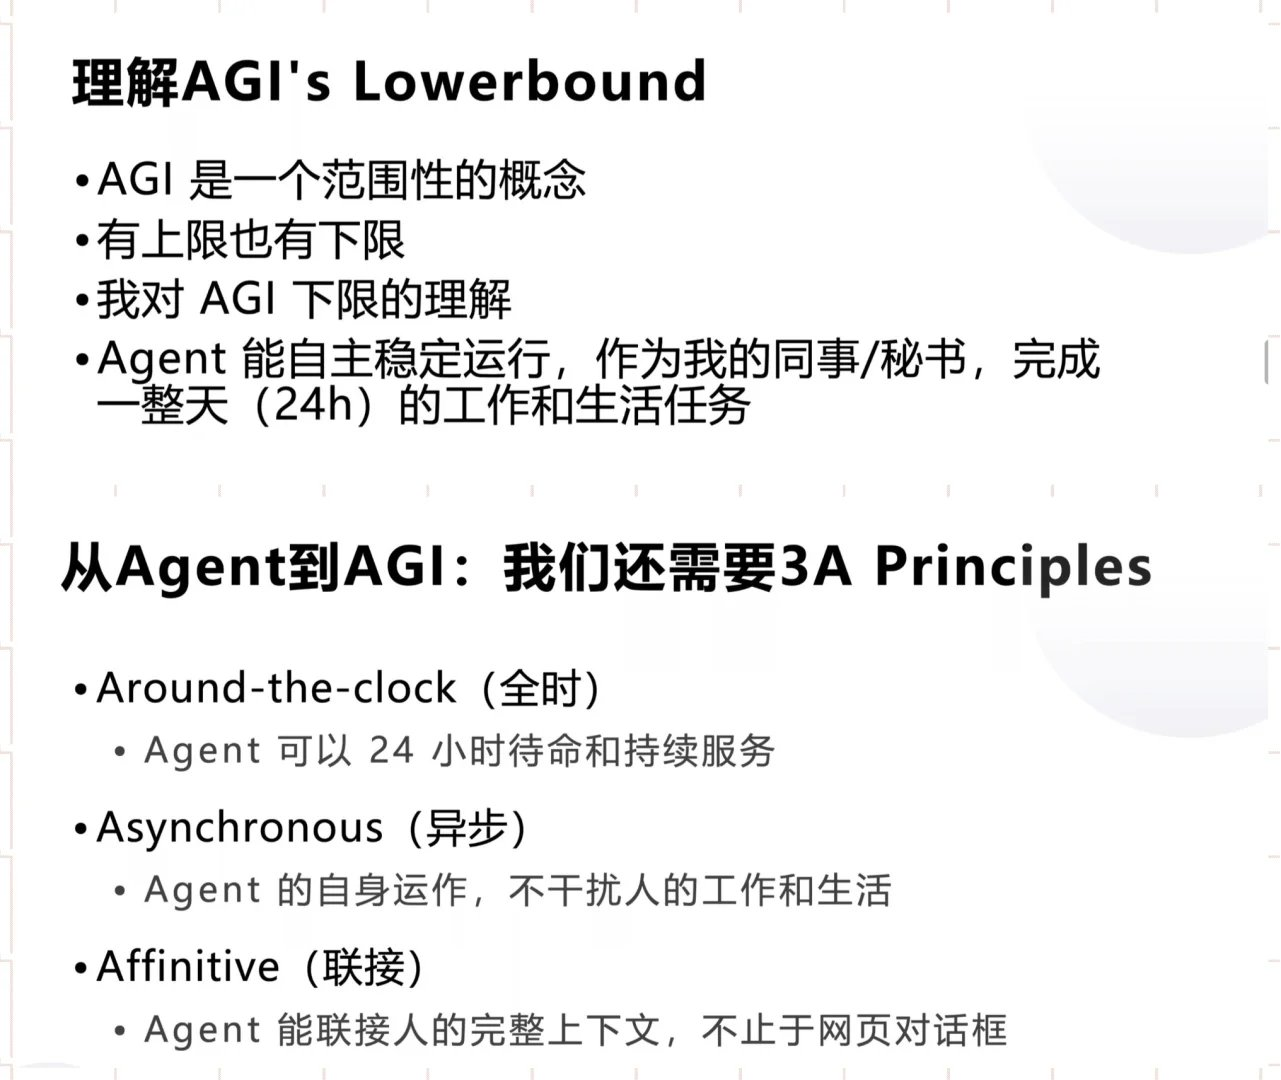 理解AGI's Lowerbound
•AGI 是一个范围性的概念
•有上限也有下限
•我对 AGI 下限的理解
•Agent 能自主稳定运行，作为我的同事/秘书，完成
一整天（24h）的工作和生活任务
从Agent到AGI：我们还需要3A Principles
•Around-the-clock（全时）
• Agent 可以 24 小时待命和持续服务
•Asynchronous（异步）
• Agent 的自身运作，不干扰人的工作和生活
•Affinitive（联接）
• Agent 能联接人的完整上下文，不止于网页对话框